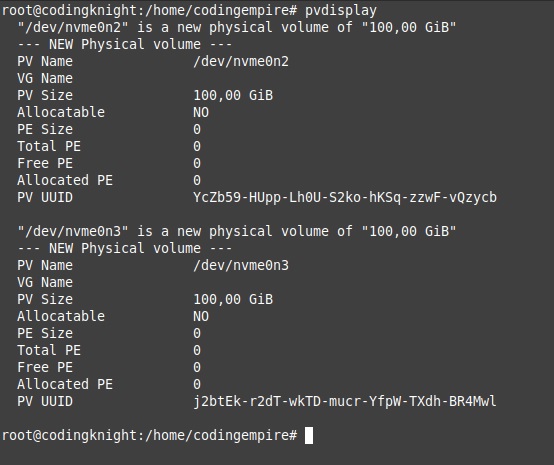 root@codingknight:/home/codingempire# pvdisplay
"/dev/nvme0n2" is a new physical volume of "100,00 GiB"
--- NEW Physical volume ---
PV Name /dev/nvme0n2
VG Name
PV Size 100,00 GiB
Allocatable NO
PE Size 0
Total PE 0
Free PE 0
Allocated PE 0
PV UUID YcZb59-HUpp-Lh0U-S2ko-hKSq-zzwF-vQzycb
"/dev/nvme0n3" is a new physical volume of "100,00 GiB"
--- NEW Physical volume ---
PV Name /dev/nvme0n3
VG Name
PV Size 100,00 GiB
Allocatable NO
PE Size 0
Total PE 0
Free PE 0
Allocated PE 0
PV UUID j2btEk-r2dT-wkTD-mucr-YfpW-TXdh-BR4Mwl
root@codingknight:/home/codingempire#